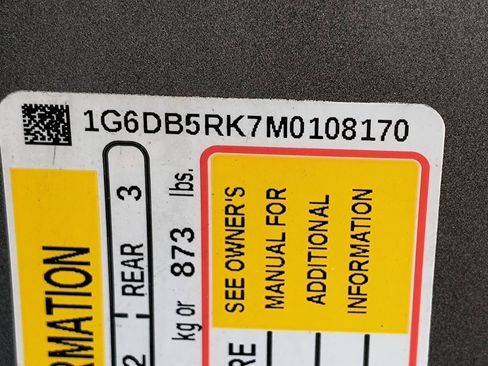 1G6DB5RK7M0108170
RMATION
2
REAR 3
kg or 873 lbs.
SEE OWNER'S
MANUAL FOR
ADDITIONAL
INFORMATION
RE